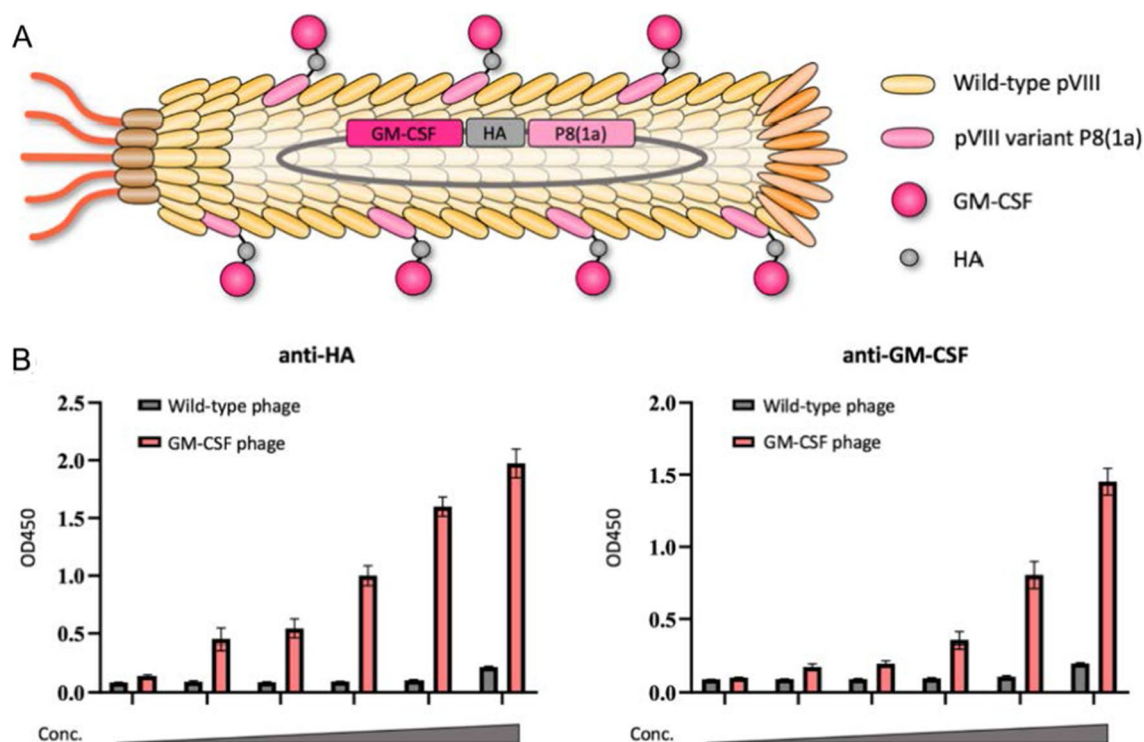 A
Wild-type pVIII
GM-CSF HA P8(1a)
pVIII variant P8(1a)
GM-CSF
HA
B
anti-HA
2.5
2.0
1.5
1.0
0.5
0.0
OD450
Wild-type phage
GM-CSF phage
Conc.
anti-GM-CSF
2.0
1.5
1.0
0.5
0.0
OD450
Wild-type phage
GM-CSF phage
Conc.